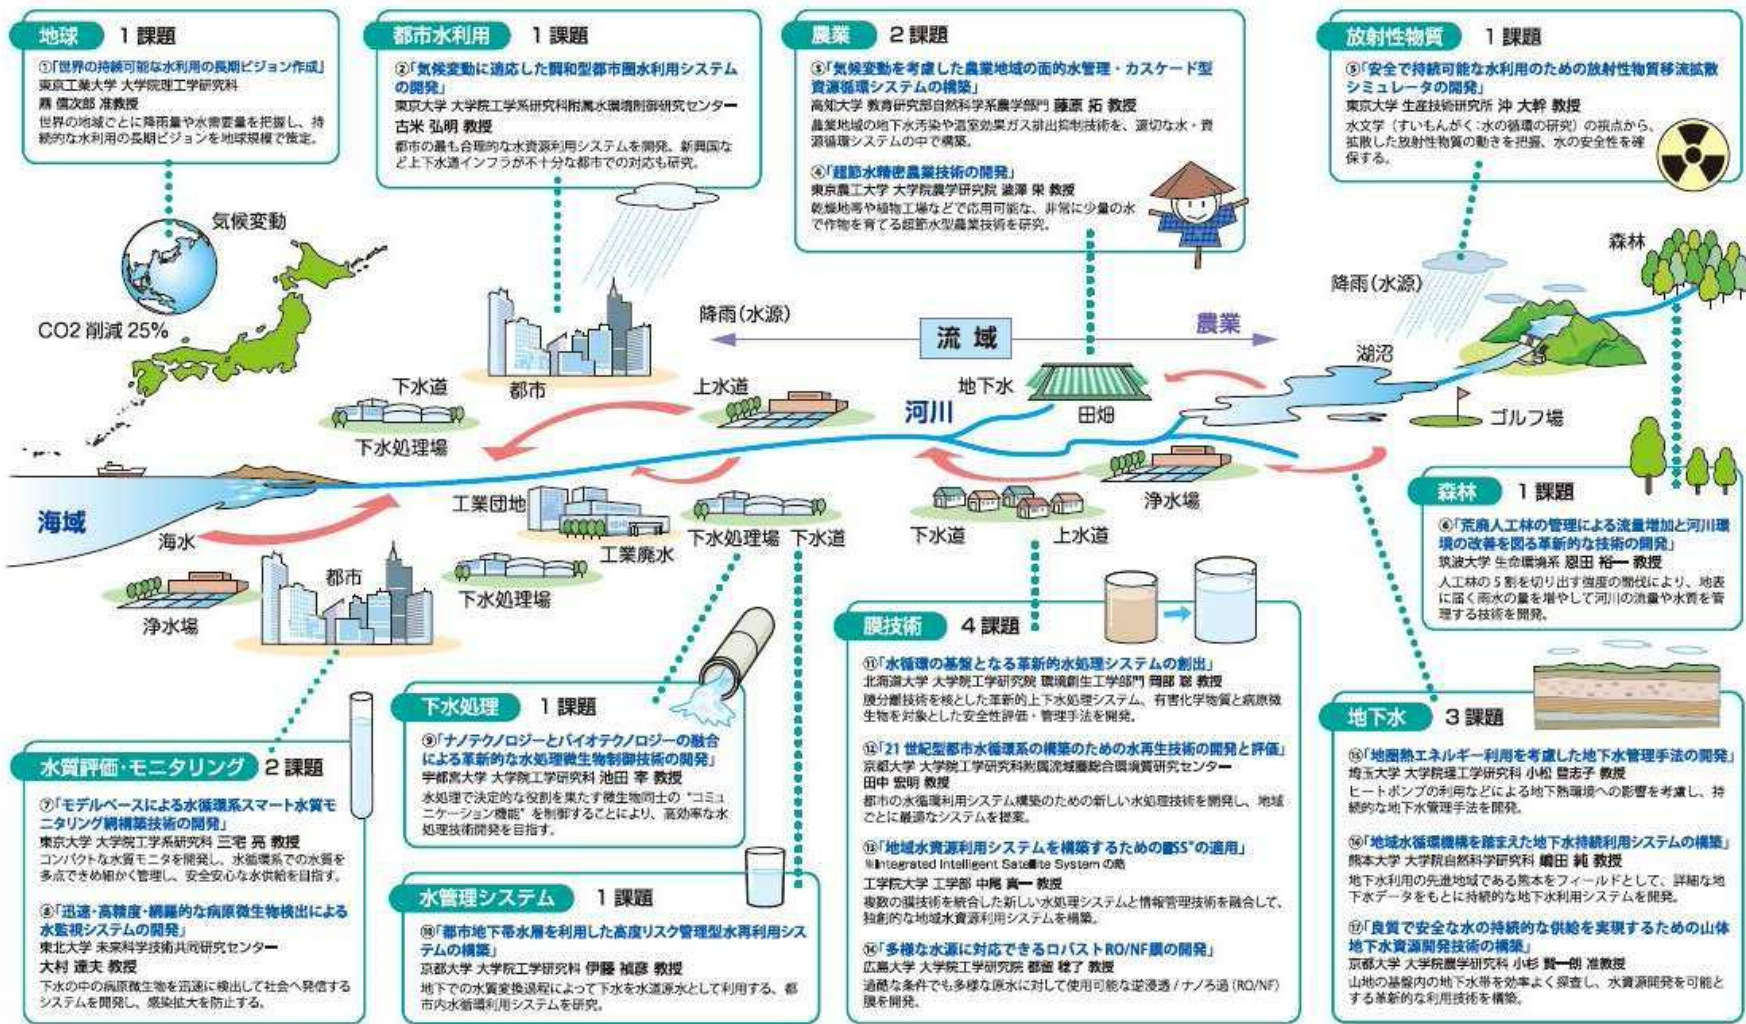 地球 1課題
①「世界の持続可能な水利用の長期ビジョン作成」
東京工業大学 大学院理工学研究科
鼎 信次郎 准教授
世界の地域ごとに降雨量や水需要量を把握し、持
続的な水利用の長期ビジョンを地球規模で策定。
都市水利用 1課題
②「気候変動に適応した調和型都市圏水利用システム
の開発」
東京大学 大学院工学系研究科附属水環境制御研究センター
古米 弘明 教授
都市の最も合理的な水資源利用システムを開発。新興国な
ど上下水道インフラが不十分な都市での対応も研究。
農業 2課題
③「気候変動を考慮した農業地域の面的水管理・カスケード型
資源循環システムの構築」
高知大学 教育研究部自然科学系農学部門 藤原 拓 教授
農業地域の地下水汚染や温室効果ガス排出抑制技術を、適切な水・資
源循環システムの中で構築。
④「超節水精密農業技術の開発」
東京農工大学 大学院農学研究院 澁澤 栄 教授
乾燥地帯や植物工場などで応用可能な、非常に少量の水
で作物を育てる超節水型農業技術を研究。
放射性物質 1課題
⑤「安全で持続可能な水利用のための放射性物質移流拡散
シミュレータの開発」
東京大学 生産技術研究所 沖 大幹 教授
水文学（すいもんがく：水の循環の研究）の視点から、
拡散した放射性物質の動きを把握、水の安全性を確
保する。
気候変動
CO2 削減 25%
降雨（水源）
流域
農業
降雨（水源）
森林
湖沼
ゴルフ場
下水道
下水処理場
都市
上水道
河川
地下水
田畑
海域
海水
浄水場
都市
工業団地
工業廃水
下水処理場
下水処理場 下水道
下水道
上水道
浄水場
森林 1課題
⑥「荒廃人工林の管理による流量増加と河川環
境の改善を図る革新的な技術の開発」
筑波大学 生命環境系 恩田 裕一 教授
人工林の5割を切り出す強度の間伐により、地表
に届く雨水の量を増やして河川の流量や水質を管
理する技術を開発。
水質評価・モニタリング 2課題
⑦「モデルベースによる水循環系スマート水質モ
ニタリング網構築技術の開発」
東京大学 大学院工学系研究科 三宅 亮 教授
コンパクトな水質モニタを開発し、水循環系での水質を
多点できめ細かく管理し、安全安心な水供給を目指す。
⑧「迅速・高精度・網羅的な病原微生物検出による
水監視システムの開発」
東北大学 未来科学技術共同研究センター
大村 達夫 教授
下水の中の病原微生物を迅速に検出して社会へ発信する
システムを開発し、感染拡大を防止する。
下水処理 1課題
⑨「ナノテクノロジーとバイオテクノロジーの融合
による革新的な水処理微生物制御技術の開発」
宇都宮大学 大学院工学研究科 池田 宰 教授
水処理で決定的な役割を果たす微生物同士の“コミュ
ニケーション機能”を制御することにより、高効率な水
処理技術開発を目指す。
水管理システム 1課題
⑩「都市地下帯水層を利用した高度リスク管理型水再利用シス
テムの構築」
京都大学 大学院工学研究科 伊藤 禎彦 教授
地下での水質変換過程によって下水を水道原水として利用する、都
市内水循環利用システムを研究。
膜技術 4課題
⑪「水循環の基盤となる革新的水処理システムの創出」
北海道大学 大学院工学研究院 環境創生工学部門 岡部 聡 教授
膜分離技術を核とした革新的上下水処理システム、有害化学物質と病原微
生物を対象とした安全性評価・管理手法を開発。
⑫「21世紀型都市水循環系の構築のための水再生技術の開発と評価」
京都大学 大学院工学研究科附属流域圏総合環境質研究センター
田中 宏明 教授
都市の水循環利用システム構築のための新しい水処理技術を開発し、地域
ごとに最適なシステムを提案。
⑬「地域水資源利用システムを構築するためのIISS*の適用」
※Integrated Intelligent Satellite System の略
工学院大学 工学部 中尾 真一 教授
複数の膜技術を統合した新しい水処理システムと情報管理技術を融合して、
独創的な地域水資源利用システムを構築。
⑭「多様な水源に対応できるロバストRO/NF膜の開発」
広島大学 大学院工学研究院 都留 稔了 教授
過酷な条件でも多様な原水に対して使用可能な逆浸透 / ナノろ過（RO/NF）
膜を開発。
地下水 3課題
⑮「地圏熱エネルギー利用を考慮した地下水管理手法の開発」
埼玉大学 大学院理工学研究科 小松 登志子 教授
ヒートポンプの利用などによる地下熱環境への影響を考慮し、持
続的な地下水管理手法を開発。
⑯「地域水循環機構を踏まえた地下水持続利用システムの構築」
熊本大学 大学院自然科学研究科 嶋田 純 教授
地下水利用の先進地域である熊本をフィールドとして、詳細な地
下水データをもとに持続的な地下水利用システムを開発。
⑰「良質で安全な水の持続的な供給を実現するための山体
地下水資源開発技術の構築」
京都大学 大学院農学研究科 小杉 賢一朗 准教授
山地の基盤内の地下水帯を効率よく探査し、水資源開発を可能と
する革新的な利用技術を構築。